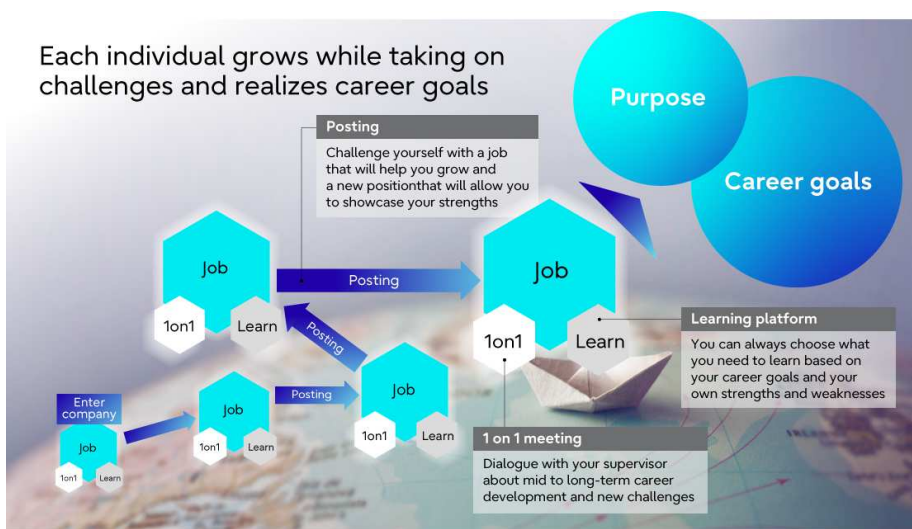 Each individual grows while taking on
challenges and realizes career goals
Purpose
Career goals
Posting
Challenge yourself with a job
that will help you grow and
a new positionthat will allow you
to showcase your strengths
Job
1on1
Learn
Posting
Job
1on1
Learn
Learning platform
You can always choose what
you need to learn based on
your career goals and your
own strengths and weaknesses
Posting
Enter
company
Job
1on1
Learn
Job
1on1
Learn
Posting
Job
1on1
Learn
1 on 1 meeting
Dialogue with your supervisor
about mid to long-term career
development and new challenges